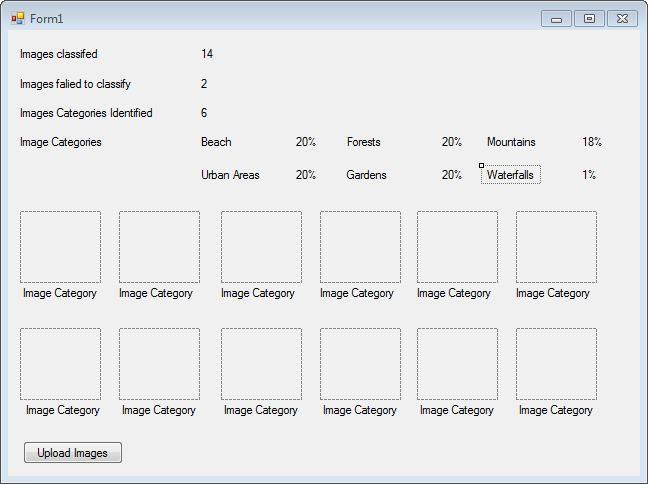 Form1
Images classifed 14
Images falied to classify 2
Images Categories Identified 6
Image Categories Beach 20% Forests 20% Mountains 18%
Urban Areas 20% Gardens 20% Waterfalls 1%
Image Category Image Category Image Category Image Category Image Category Image Category
Image Category Image Category Image Category Image Category Image Category Image Category
Upload Images